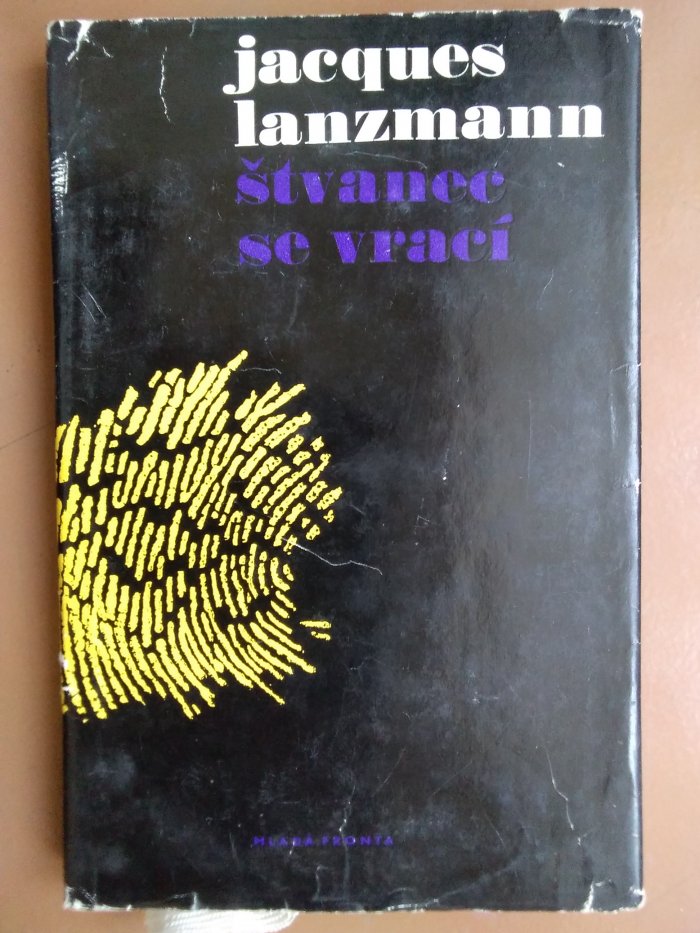 jacques
lanzmann
štvanec
se vrací
MLADÁ FRONTA